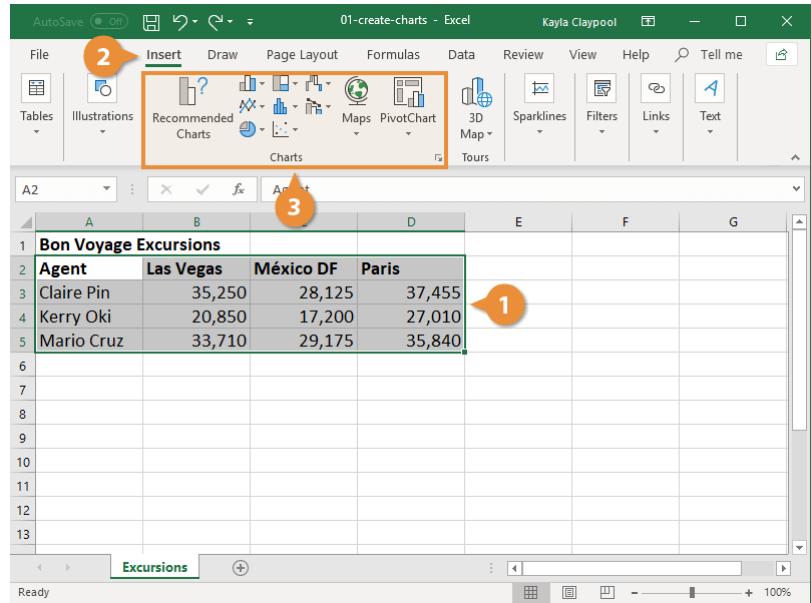 AutoSave Off 01-create-charts - Excel Kayla Claypool
File Insert Draw Page Layout Formulas Data Review View Help Tell me
2
Tables Illustrations Recommended Charts Maps PivotChart 3D Map Sparklines Filters Links Text
Charts Tours
A2 fx
3
A B D E F G
1 Bon Voyage Excursions
2 Agent Las Vegas México DF Paris
3 Claire Pin 35,250 28,125 37,455
1
4 Kerry Oki 20,850 17,200 27,010
5 Mario Cruz 33,710 29,175 35,840
6
7
8
9
10
11
12
13
Excursions
Ready 100%